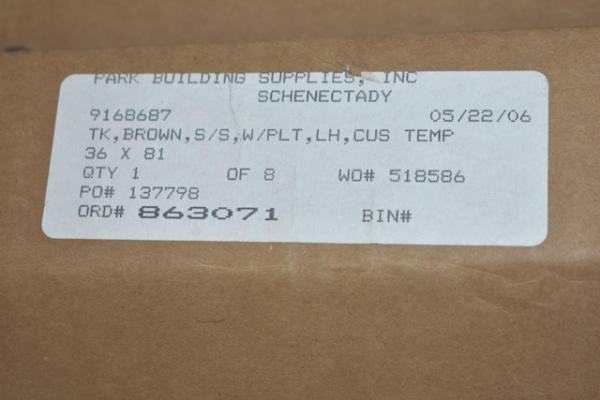 PARK BUILDING SUPPLIES, INC
SCHENECTADY
9168687 05/22/06
TK,BROWN,S/S,W/PLT,LH,CUS TEMP
36 X 81
QTY 1 OF 8 WO# 518586
PO# 137798
ORD# 863071 BIN#